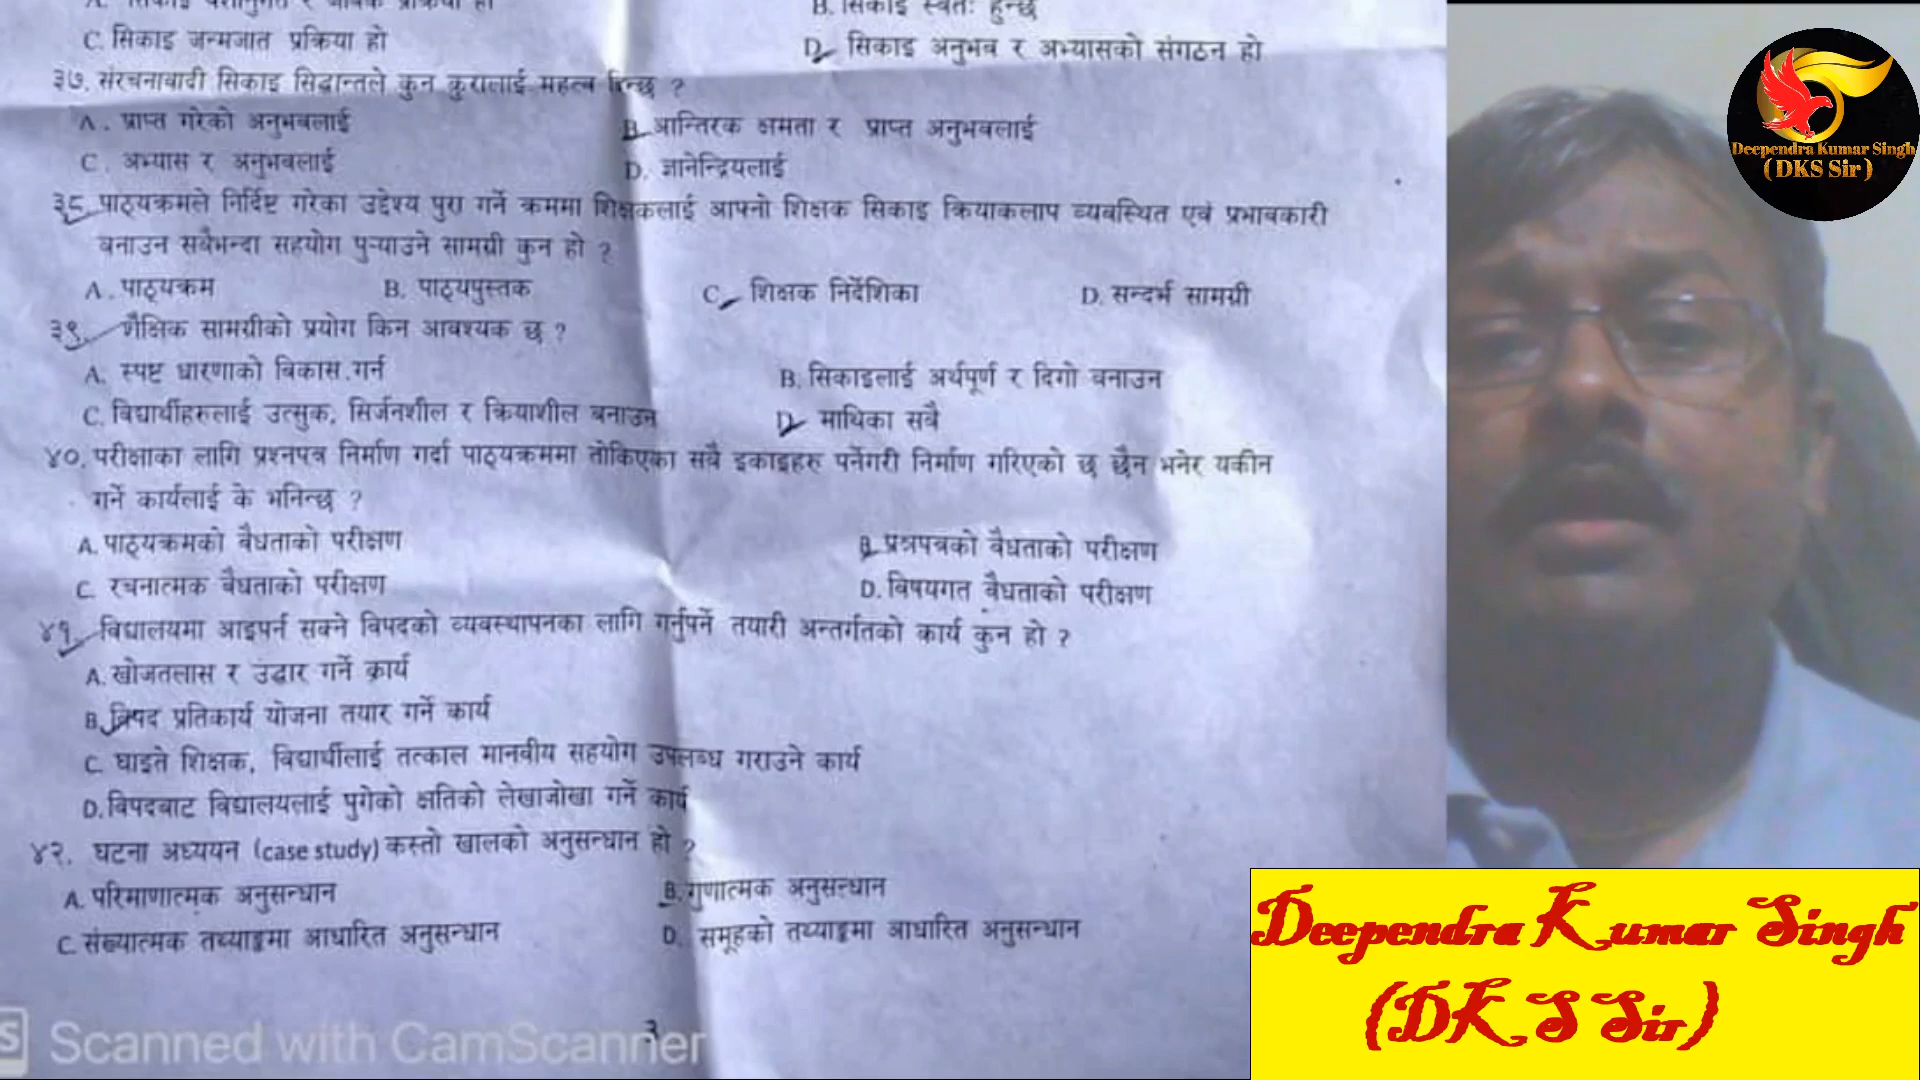 C. सिकाइ जन्मजात प्रक्रिया हो
B. सिकाइ स्वतः हुन्छ
D. सिकाइ अनुभव र अभ्यासको संगठन हो
३७. संरचनावादी सिकाइ सिद्धान्तले कुन कुरालाई महत्व दिन्छ ?
A. प्राप्त गरेको अनुभवलाई
B. आन्तिरक क्षमता र प्राप्त अनुभवलाई
C. अभ्यास र अनुभवलाई
D. ज्ञानेन्द्रियलाई
३८. पाठ्यक्रमले निर्दिष्ट गरेका उद्देश्य पुरा गर्ने क्रममा शिक्षकलाई आफ्नो शिक्षक सिकाइ क्रियाकलाप व्यवस्थित एवं प्रभावकारी
बनाउन सबैभन्दा सहयोग पुऱ्याउने सामग्री कुन हो ?
A. पाठ्यक्रम B. पाठ्यपुस्तक C. शिक्षक निर्देशिका D. सन्दर्भ सामग्री
३९. शैक्षिक सामग्रीको प्रयोग किन आवश्यक छ ?
A. स्पष्ट धारणाको बिकास गर्न
B. सिकाइलाई अर्थपूर्ण र दिगो बनाउन
C. विद्यार्थीहरुलाई उत्सुक, सिर्जनशील र क्रियाशील बनाउन
D. माथिका सबै
४०. परीक्षाका लागि प्रश्नपत्र निर्माण गर्दा पाठ्यक्रममा तोकिएका सबै इकाइहरु पर्नेगरी निर्माण गरिएको छ छैन भनेर यकीन
गर्ने कार्यलाई के भनिन्छ ?
A. पाठ्यक्रमको बैधताको परीक्षण
B. प्रश्नपत्रको बैधताको परीक्षण
C. रचनात्मक बैधताको परीक्षण
D. विषयगत बैधताको परीक्षण
४१. विद्यालयमा आइपर्न सक्ने विपदको व्यवस्थापनका लागि गर्नुपर्ने तयारी अन्तर्गतको कार्य कुन हो ?
A. खोजतलास र उद्धार गर्ने कार्य
B. विपद प्रतिकार्य योजना तयार गर्ने कार्य
C. घाइते शिक्षक, विद्यार्थीलाई तत्काल मानवीय सहयोग उपलब्ध गराउने कार्य
D. विपदबाट विद्यालयलाई पुगेको क्षतिको लेखाजोखा गर्ने कार्य
४२. घटना अध्ययन (case study) कस्तो खालको अनुसन्धान हो ?
A. परिमाणात्मक अनुसन्धान
B. गुणात्मक अनुसन्धान
C. संख्यात्मक तथ्याङ्कमा आधारित अनुसन्धान
D. समूहको तथ्याङ्कमा आधारित अनुसन्धान
3
Scanned with CamScanner
Deependra Kumar Singh
(DKS Sir)
Deependra Kumar Singh
(DKS Sir)